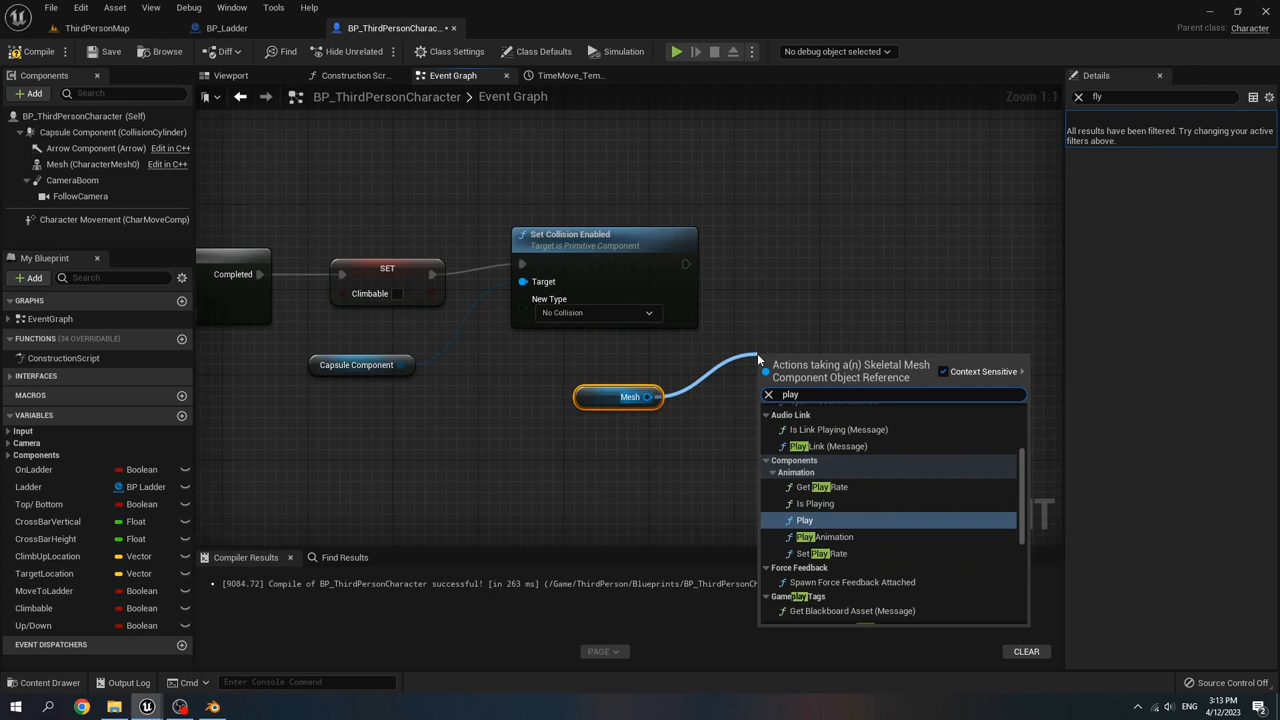 File Edit Asset View Debug Window Tools Help
ThirdPersonMap
BP_Ladder
BP_ThirdPersonCharac... •
Parent class: Character
Compile
Save
Browse
Diff
Find
Hide Unrelated
Class Settings
Class Defaults
Simulation
No debug object selected
Components
Viewport
Construction Scr...
Event Graph
TimeMove_Tem...
Details
Add
Search
BP_ThirdPersonCharacter > Event Graph
Zoom 1:1
fly
BP_ThirdPersonCharacter (Self)
Capsule Component (CollisionCylinder)
Arrow Component (Arrow) Edit in C++
Mesh (CharacterMesh0) Edit in C++
CameraBoom
FollowCamera
Character Movement (CharMoveComp)
All results have been filtered. Try changing your active
filters above.
My Blueprint
Add
Search
GRAPHS
EventGraph
FUNCTIONS (34 OVERRIDABLE)
ConstructionScript
INTERFACES
MACROS
VARIABLES
Input
Camera
Components
OnLadder Boolean
Ladder BP Ladder
Top/ Bottom Boolean
CrossBarVertical Float
CrossBarHeight Float
ClimbUpLocation Vector
TargetLocation Vector
MoveToLadder Boolean
Climbable Boolean
Up/Down Boolean
EVENT DISPATCHERS
Completed
SET
Climbable
Set Collision Enabled
Target is Primitive Component
Target
New Type
No Collision
Capsule Component
Mesh
Actions taking a(n) Skeletal Mesh
Component Object Reference
Context Sensitive
play
Audio Link
Is Link Playing (Message)
Play Link (Message)
Components
Animation
Get Play Rate
Is Playing
Play
Play Animation
Set Play Rate
Force Feedback
Spawn Force Feedback Attached
Gameplay Tags
Get Blackboard Asset (Message)
Compiler Results
Find Results
[9084.72] Compile of BP_ThirdPersonCharacter successful! [in 263 ms] (/Game/ThirdPerson/Blueprints/BP_ThirdPersonCh
PAGE
CLEAR
Content Drawer
Output Log
Cmd
Enter Console Command
Source Control Off
ENG
3:13 PM
4/12/2023